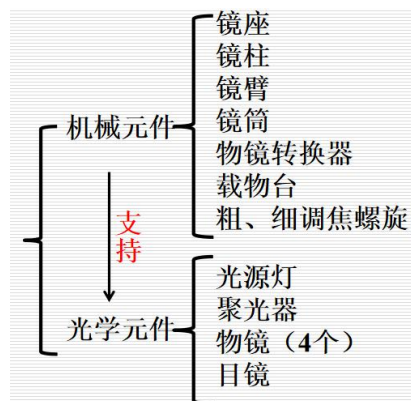 镜座
镜柱
镜臂
镜筒
机械元件
物镜转换器
载物台
粗、细调焦螺旋
支
持
光源灯
聚光器
光学元件
物镜（4个）
目镜